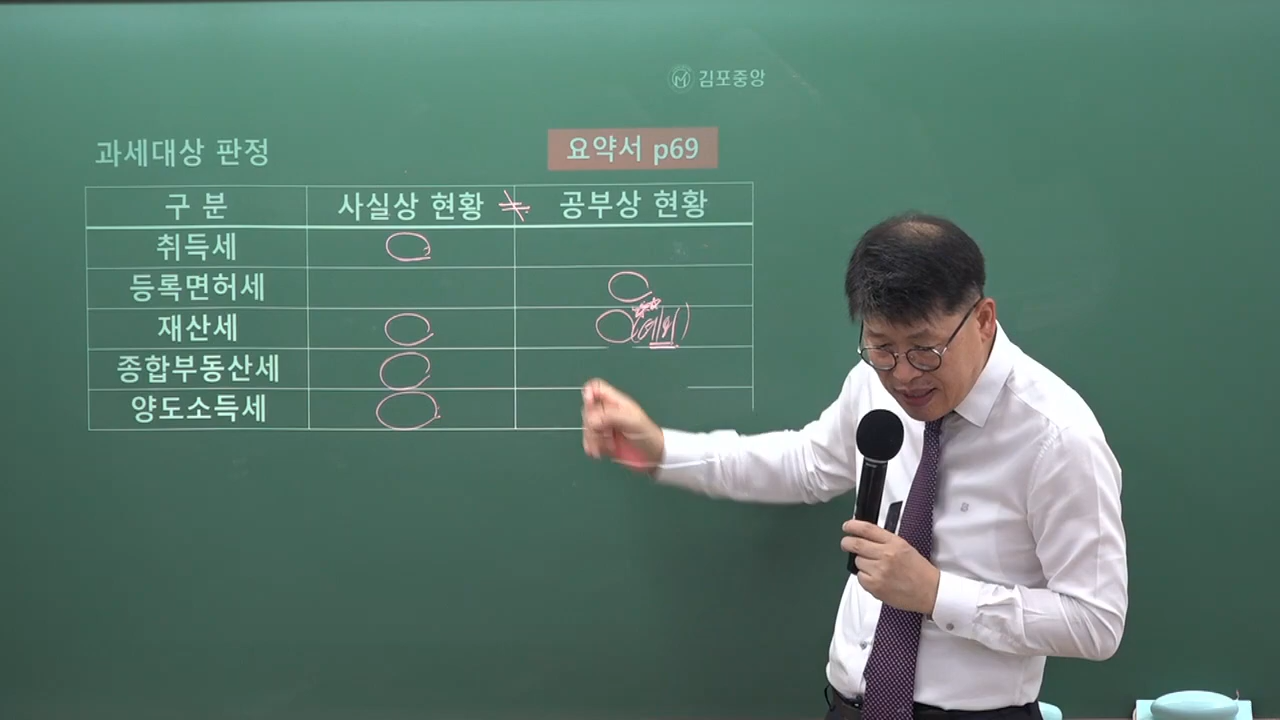 김포중앙
과세대상 판정
요약서 p69
구 분 사실상 현황 ≠ 공부상 현황
취득세 ○
등록면허세 ○
재산세 ○ ○(예외)
종합부동산세 ○
양도소득세 ○